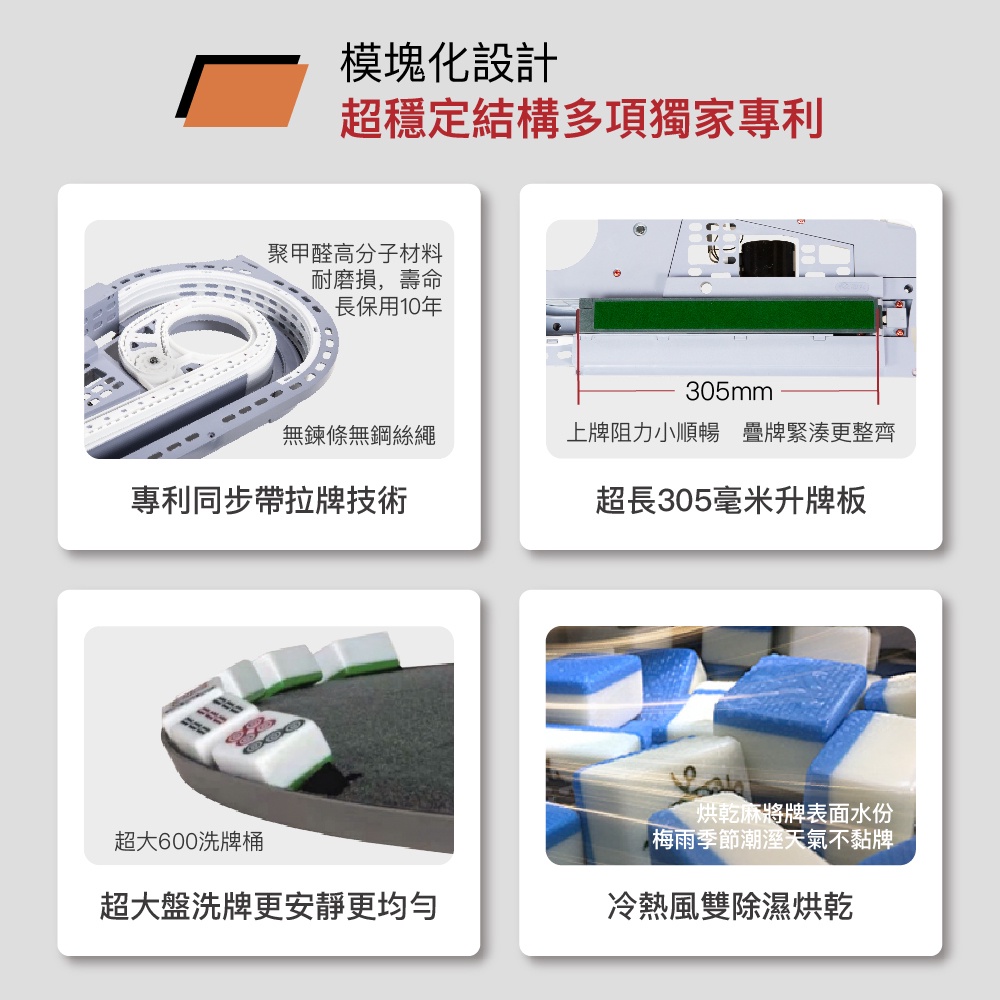 模塊化設計
超穩定結構多項獨家專利
聚甲醛高分子材料
耐磨損，壽命
長保用10年
無鍊條無鋼絲繩
專利同步帶拉牌技術
305mm
上牌阻力小順暢 疊牌緊湊更整齊
超長305毫米升牌板
超大600洗牌桶
超大盤洗牌更安靜更均勻
烘乾麻將牌表面水份
梅雨季節潮溼天氣不黏牌
冷熱風雙除濕烘乾